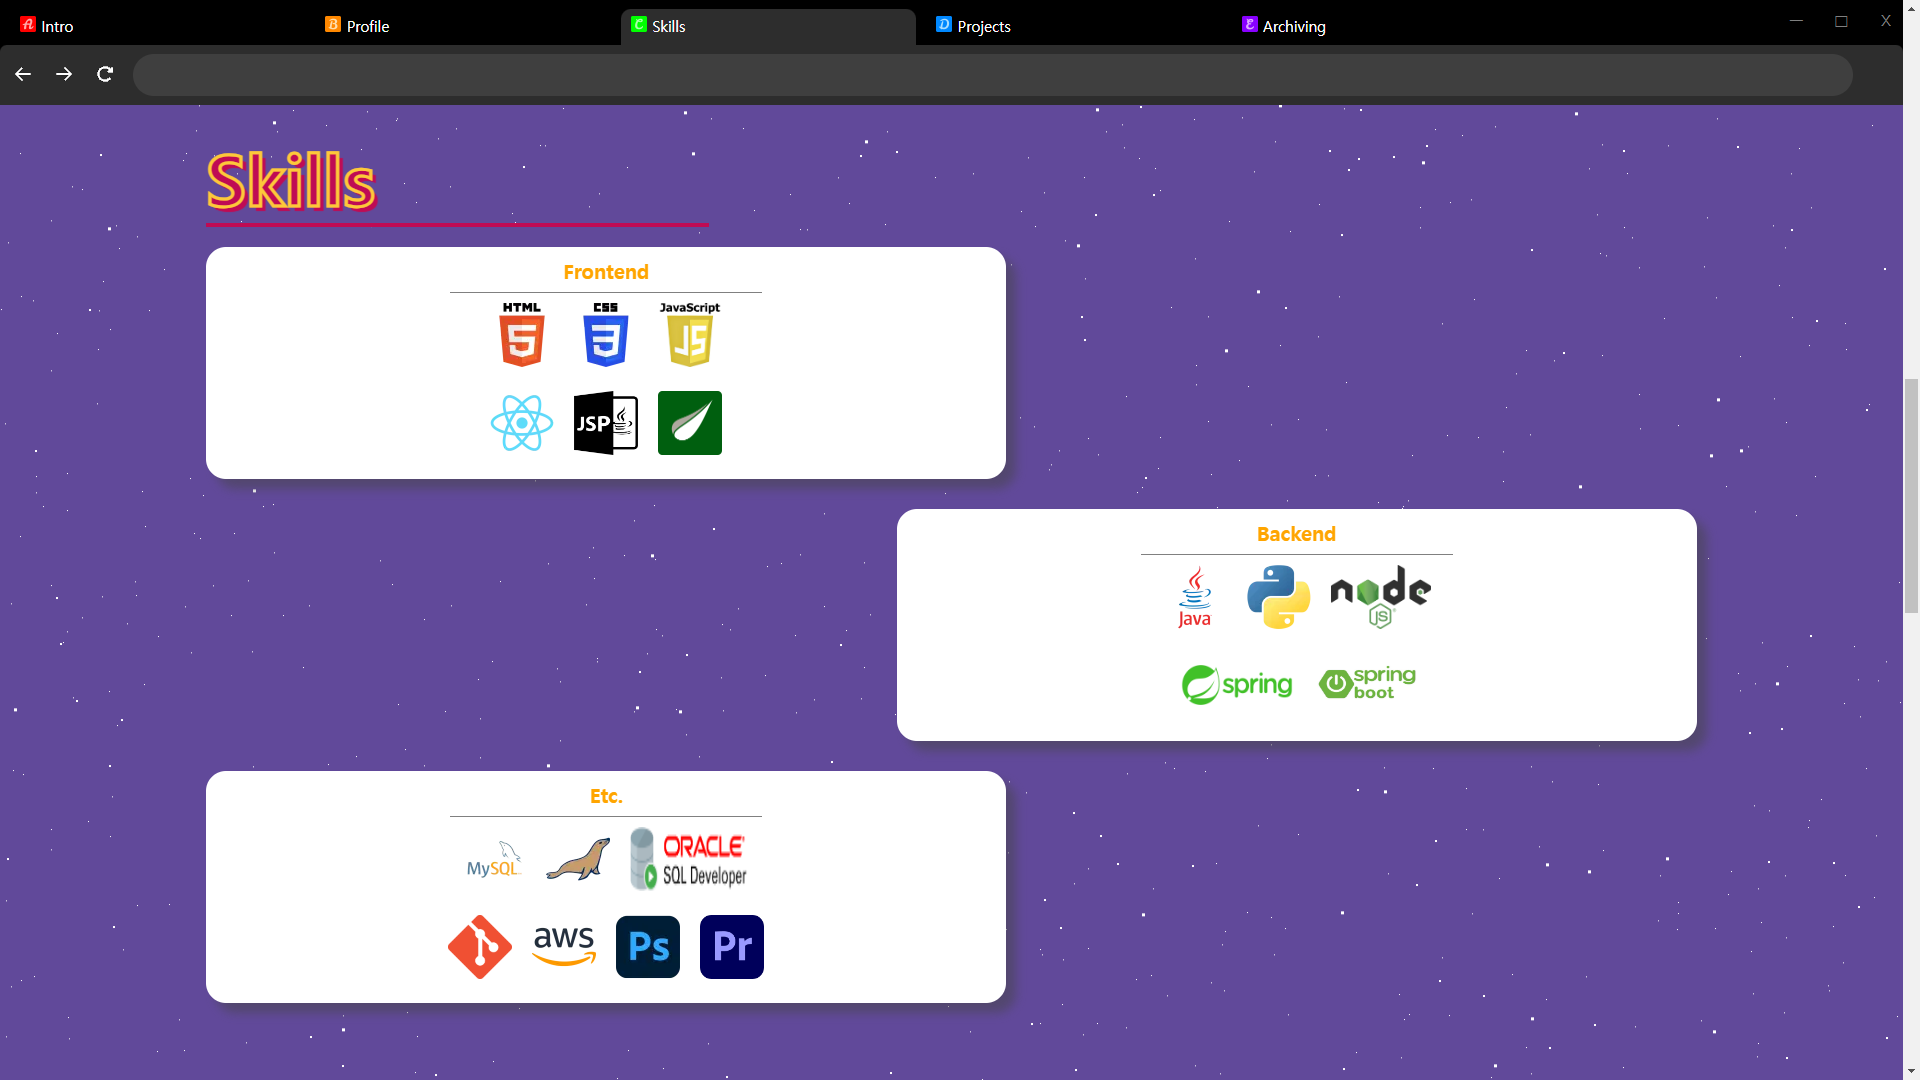 A Intro
B Profile
C Skills
D Projects
E Archiving
X
Skills
Frontend
HTML CSS JavaScript
5 3 JS
JSP
Backend
Java node
JS
spring spring
boot
Etc.
MySQL ORACLE
SQL Developer
aws Ps Pr